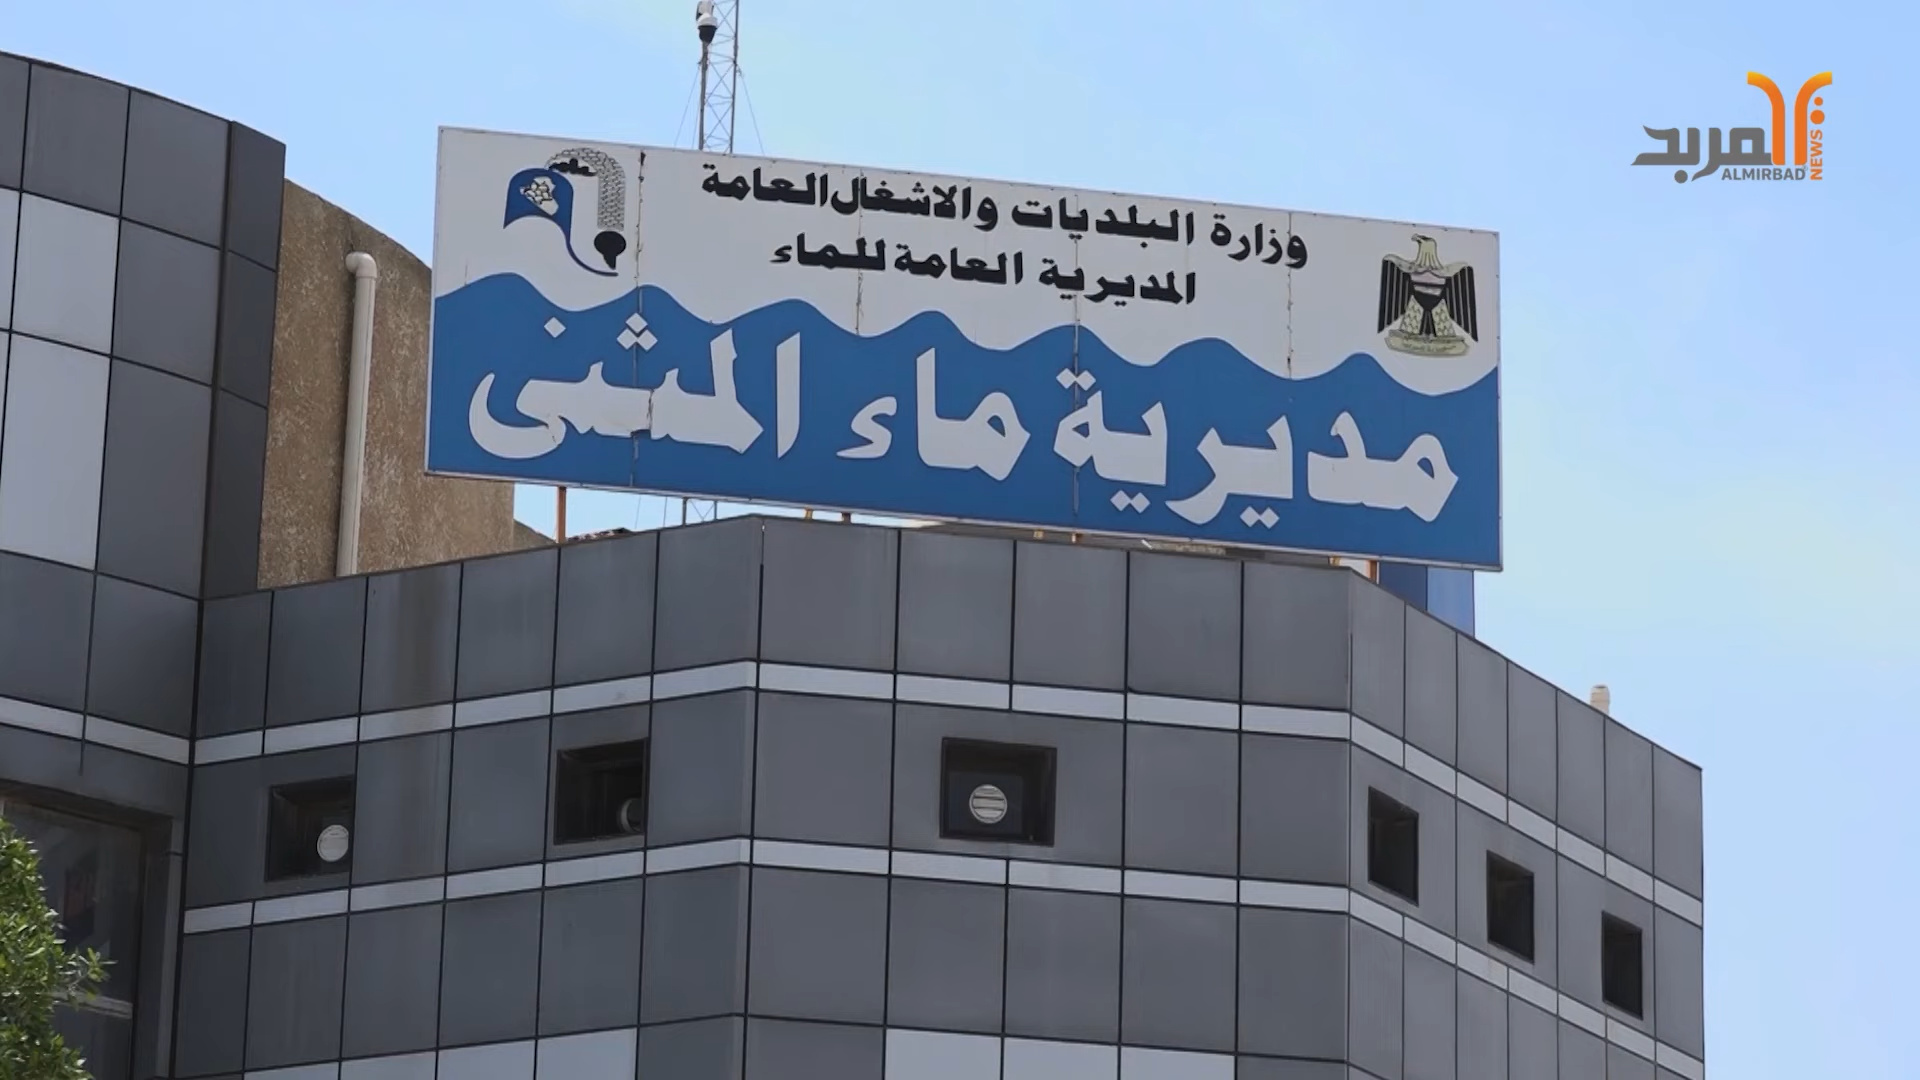 وزارة البلديات والاشغال العامة
المديرية العامة للماء
مديرية ماء المثنى
المربد
ALMIRBAD
NEWS